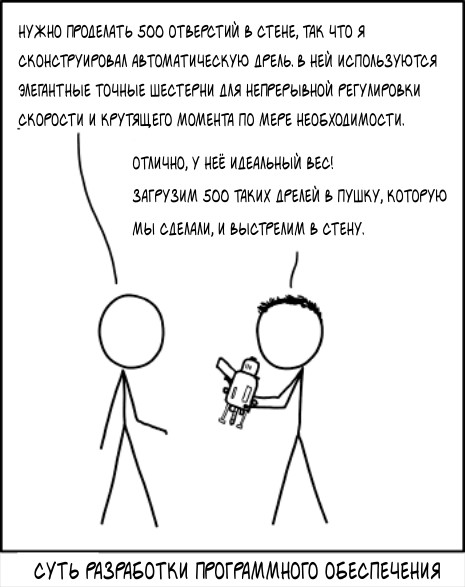 НУЖНО ПРОДЕЛАТЬ 500 ОТВЕРСТИЙ В СТЕНЕ, ТАК ЧТО Я
СКОНСТРУИРОВАЛ АВТОМАТИЧЕСКУЮ ДРЕЛЬ. В НЕЙ ИСПОЛЬЗУЮТСЯ
ЭЛЕГАНТНЫЕ ТОЧНЫЕ ШЕСТЕРНИ ДЛЯ НЕПРЕРЫВНОЙ РЕГУЛИРОВКИ
СКОРОСТИ И КРУТЯЩЕГО МОМЕНТА ПО МЕРЕ НЕОБХОДИМОСТИ.
ОТЛИЧНО, У НЕЁ ИДЕАЛЬНЫЙ ВЕС!
ЗАГРУЗИМ 500 ТАКИХ ДРЕЛЕЙ В ПУШКУ, КОТОРУЮ
МЫ СДЕЛАЛИ, И ВЫСТРЕЛИМ В СТЕНУ.
СУТЬ РАЗРАБОТКИ ПРОГРАММНОГО ОБЕСПЕЧЕНИЯ